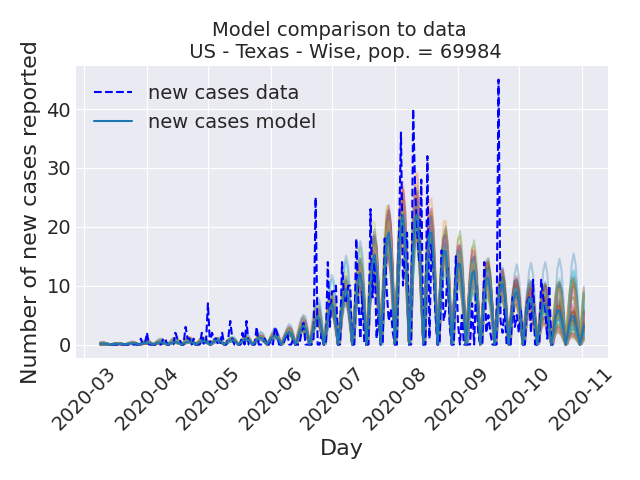 Model comparison to data
US - Texas - Wise, pop. = 69984
Number of new cases reported
new cases data
new cases model
40
30
20
10
0
2020-03
2020-04
2020-05
2020-06
2020-07
2020-08
2020-09
2020-10
2020-11
Day